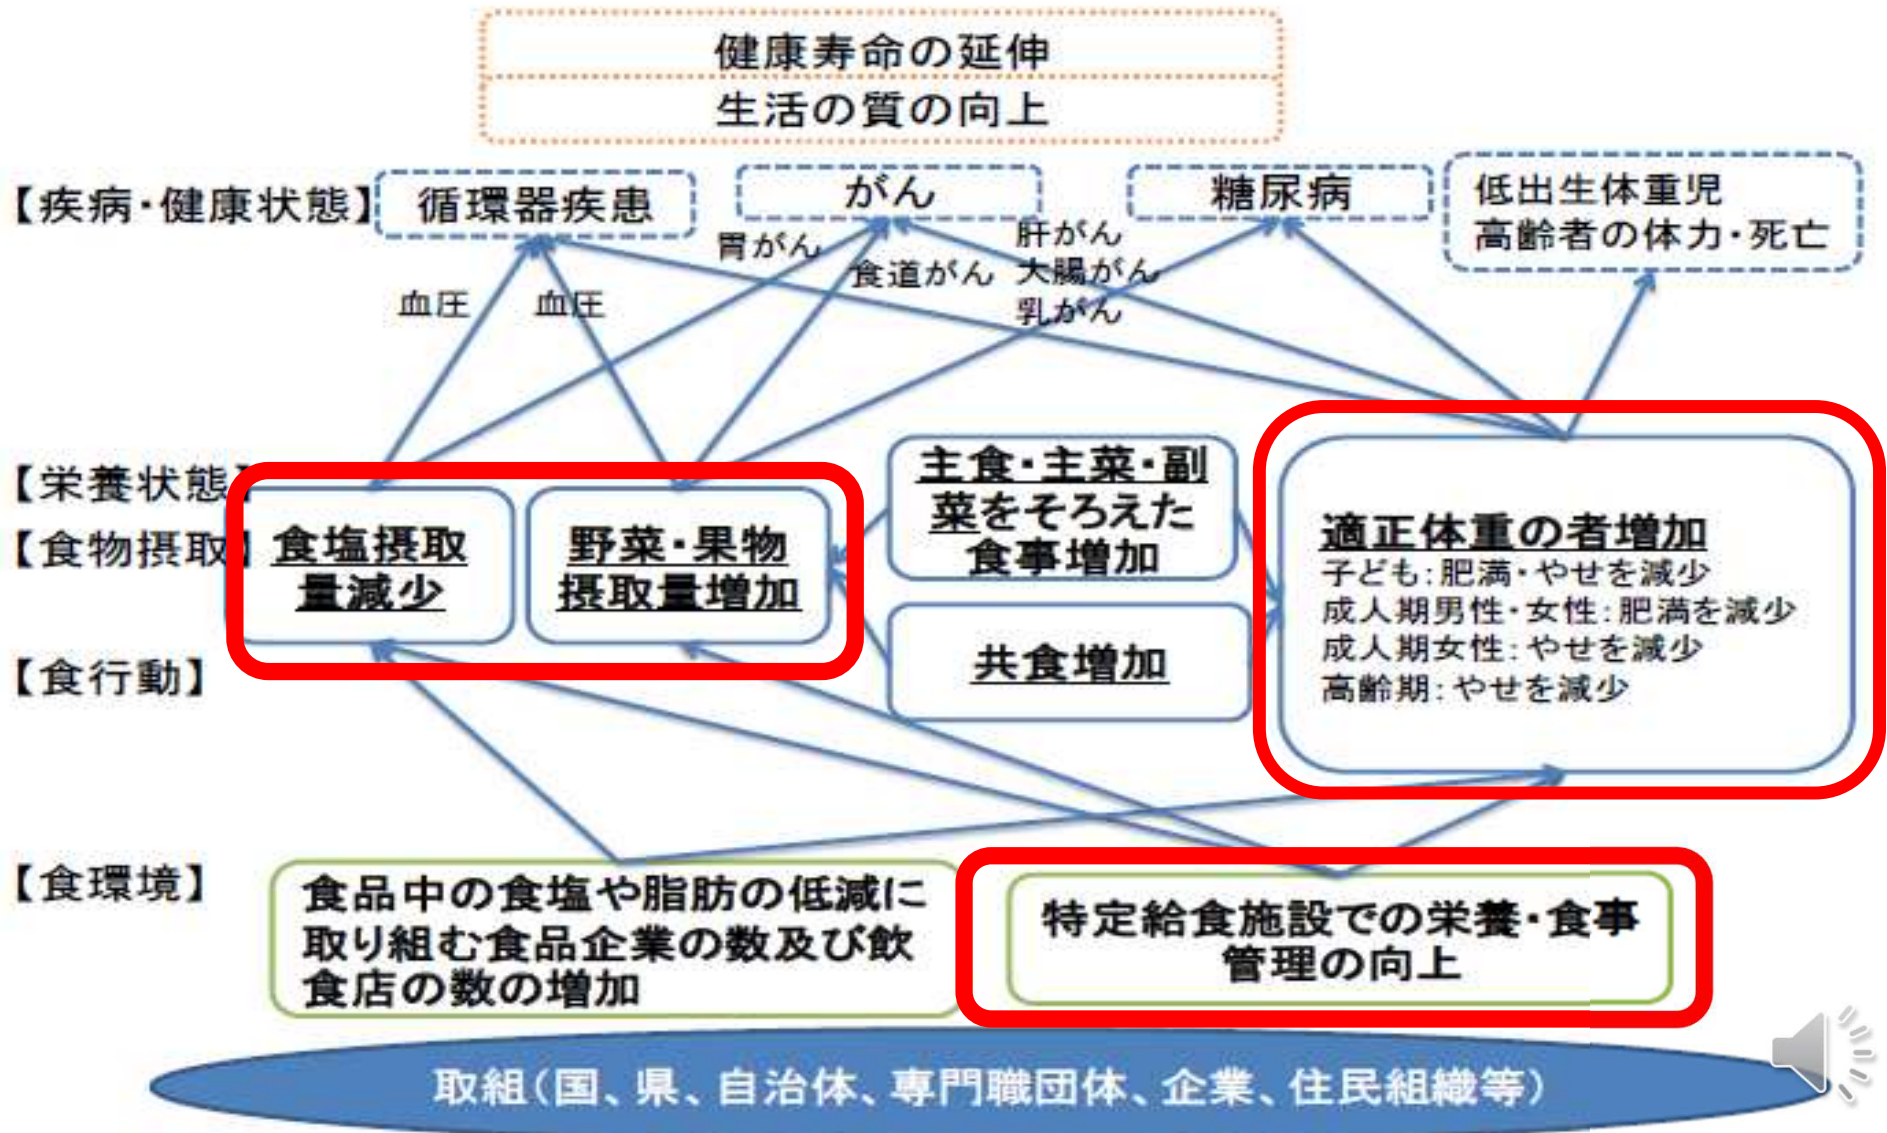 健康寿命の延伸
生活の質の向上
【疾病・健康状態】
循環器疾患
がん
糖尿病
低出生体重児
高齢者の体力・死亡
胃がん
食道がん
肝がん
大腸がん
乳がん
血圧
血圧
【栄養状態】
【食物摂取】
【食行動】
食塩摂取
量減少
野菜・果物
摂取量増加
主食・主菜・副
菜をそろえた
食事増加
共食増加
適正体重の者増加
子ども:肥満・やせを減少
成人期男性・女性:肥満を減少
成人期女性:やせを減少
高齢期:やせを減少
【食環境】
食品中の食塩や脂肪の低減に
取り組む食品企業の数及び飲
食店の数の増加
特定給食施設での栄養・食事
管理の向上
取組(国、県、自治体、専門職団体、企業、住民組織等)